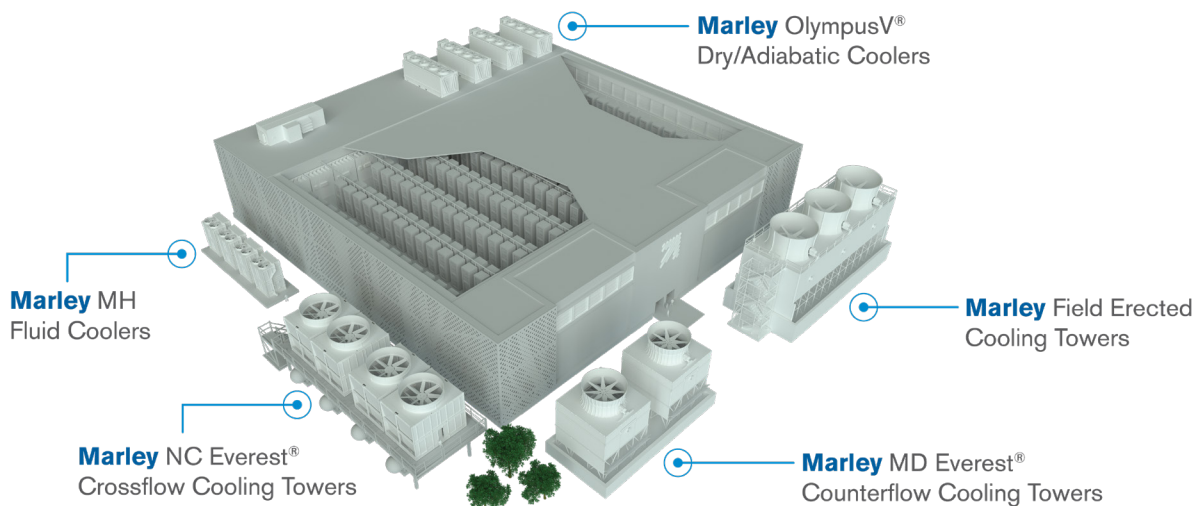 Marley OlympusV®
Dry/Adiabatic Coolers
Marley MH
Fluid Coolers
Marley Field Erected
Cooling Towers
Marley NC Everest®
Crossflow Cooling Towers
Marley MD Everest®
Counterflow Cooling Towers